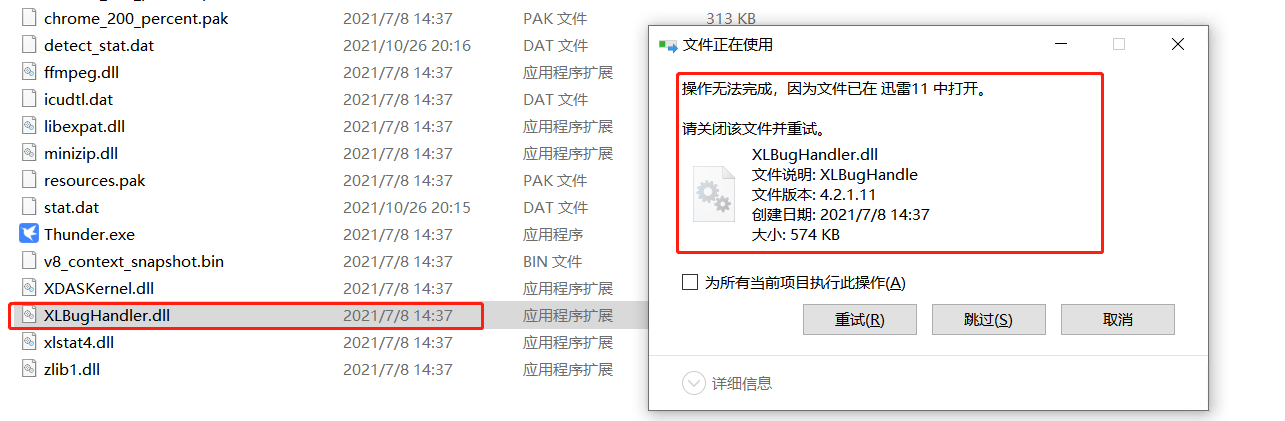 chrome_200_percent.pak 2021/7/8 14:37 PAK 文件 313 KB
detect_stat.dat 2021/10/26 20:16 DAT 文件
ffmpeg.dll 2021/7/8 14:37 应用程序扩展
icudtl.dat 2021/7/8 14:37 DAT 文件
libexpat.dll 2021/7/8 14:37 应用程序扩展
minizip.dll 2021/7/8 14:37 应用程序扩展
resources.pak 2021/7/8 14:37 PAK 文件
stat.dat 2021/10/26 20:15 DAT 文件
Thunder.exe 2021/7/8 14:37 应用程序
v8_context_snapshot.bin 2021/7/8 14:37 BIN 文件
XDASKernel.dll 2021/7/8 14:37 应用程序扩展
XLBugHandler.dll 2021/7/8 14:37 应用程序扩展
xlstat4.dll 2021/7/8 14:37 应用程序扩展
zlib1.dll 2021/7/8 14:37 应用程序扩展
文件正在使用
操作无法完成，因为文件已在 迅雷11 中打开。
请关闭该文件并重试。
XLBugHandler.dll
文件说明: XLBugHandle
文件版本: 4.2.1.11
创建日期: 2021/7/8 14:37
大小: 574 KB
为所有当前项目执行此操作(A)
重试(R) 跳过(S) 取消
详细信息